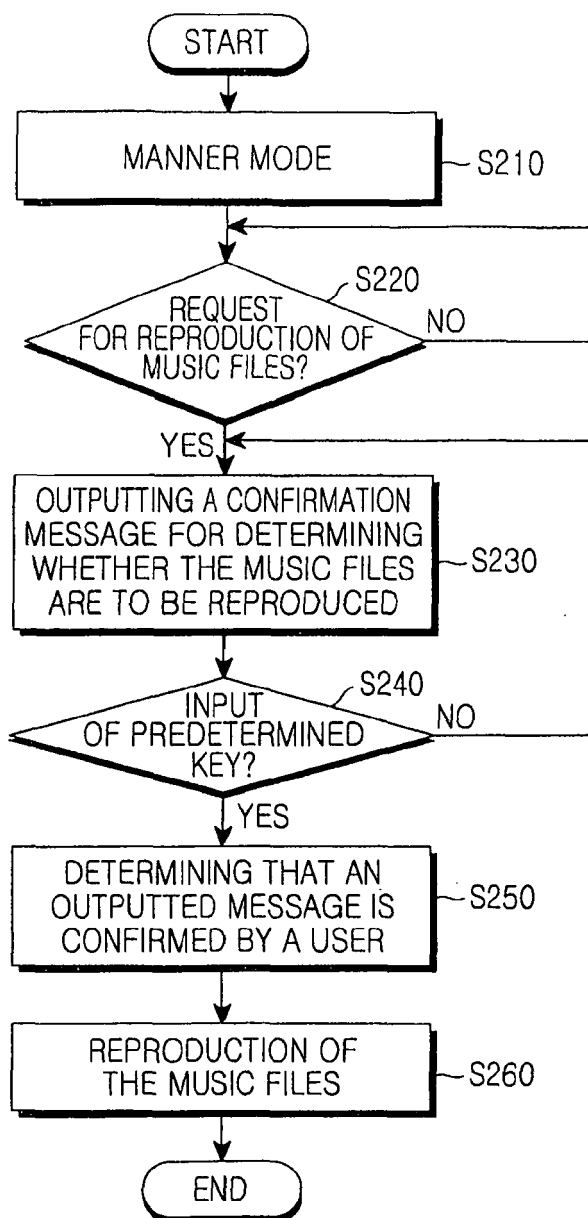 START
MANNER MODE
S210
S220
REQUEST
FOR REPRODUCTION OF
MUSIC FILES?
NO
YES
OUTPUTTING A CONFIRMATION
MESSAGE FOR DETERMINING
WHETHER THE MUSIC FILES
ARE TO BE REPRODUCED
S230
S240
INPUT
OF PREDETERMINED
KEY?
NO
YES
DETERMINING THAT AN
OUTPUTTED MESSAGE IS
CONFIRMED BY A USER
S250
REPRODUCTION OF
THE MUSIC FILES
S260
END